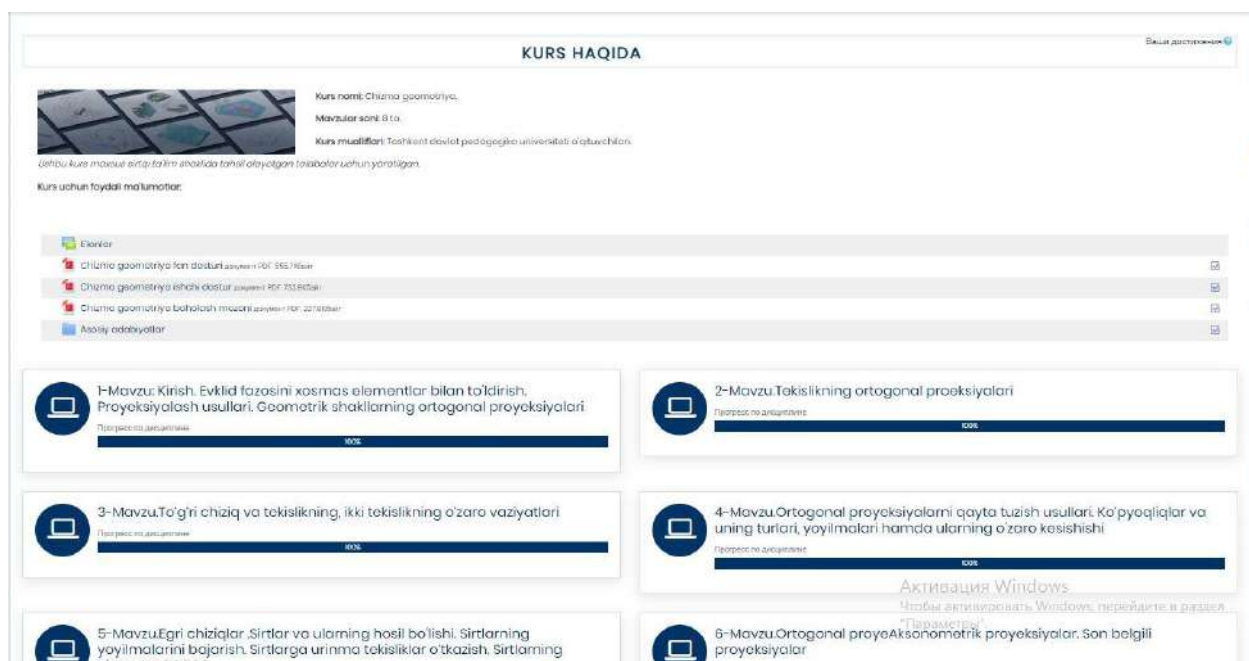 KURS HAQIDA
Ваши достижения
Kurs nomi: Chizma geometriya.
Mavzular soni: 8 ta.
Kurs mualliflari: Toshkent davlat pedagogika universiteti o'qituvchilari.
Ushbu kurs maxsus sirtqi ta'lim shaklida tahsil olayotgan talabalar uchun yaratilgan.
Kurs uchun foydali ma'lumotlar:
Elonlar
Chizma geometriya fan dasturi документ PDF
Chizma geometriya ishchi dastur документ PDF
Chizma geometriya baholash mezoni документ PDF
Asosiy adabiyotlar
1-Mavzu: Kirish. Evklid fazosini xosmas elementlar bilan to'ldirish.
Proyeksiyalash usullari. Geometrik shakllarning ortogonal proyeksiyalari
Прогресс по дисциплине
100%
2-Mavzu.Tekislikning ortogonal proeksiyalari
Прогресс по дисциплине
100%
3-Mavzu.To'g'ri chiziq va tekislikning, ikki tekislikning o'zaro vaziyatlari
Прогресс по дисциплине
100%
4-Mavzu.Ortogonal proyeksiyalarni qayta tuzish usullari. Ko'pyoqliqlar va
uning turlari, yoyilmalari hamda ularning o'zaro kesishishi
Прогресс по дисциплине
100%
Активация Windows
Чтобы активировать Windows, перейдите в раздел
"Параметры".
5-Mavzu.Egri chiziqlar .Sirtlar va ularning hosil bo'lishi. Sirtlarning
yoyilmalarini bajarish. Sirtlarga urinma tekisliklar o'tkazish. Sirtlarning
6-Mavzu.Ortogonal proyeAksonometrik proyeksiyalar. Son belgili
proyeksiyalar